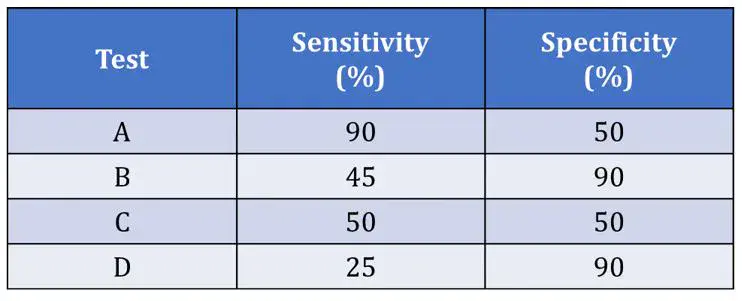 Test Sensitivity (%) Specificity (%)
A 90 50
B 45 90
C 50 50
D 25 90